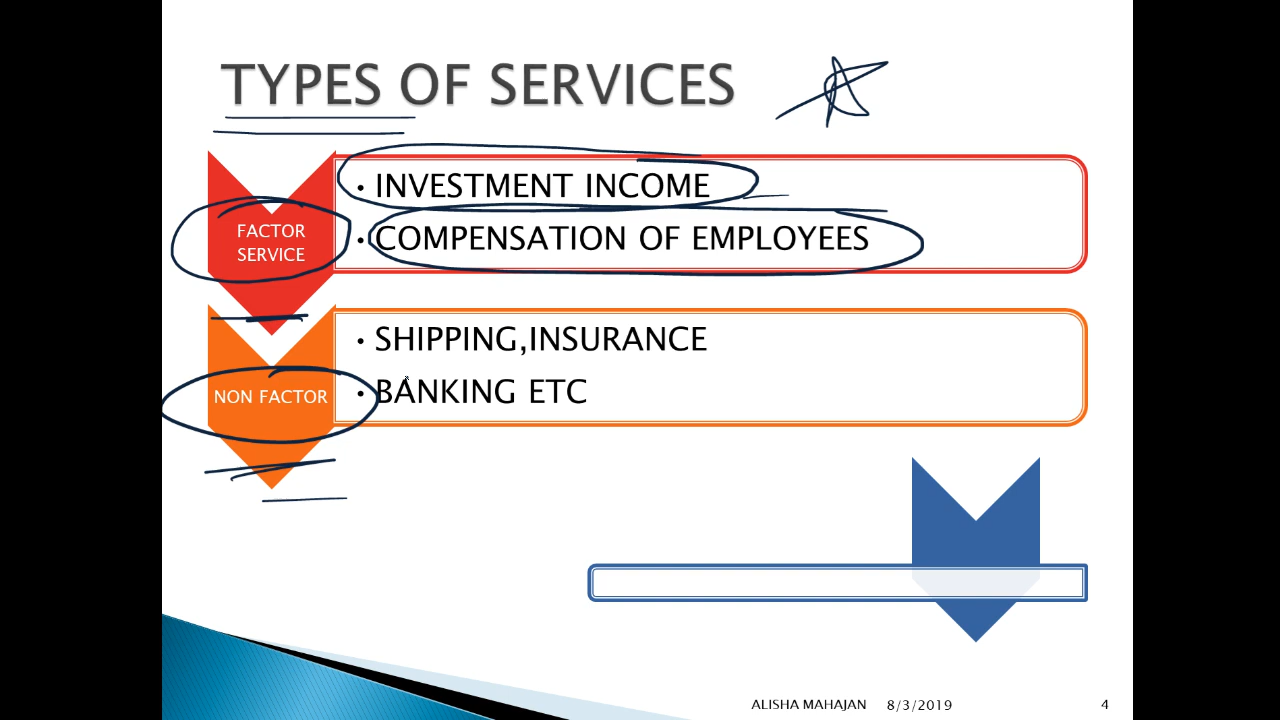 TYPES OF SERVICES
FACTOR
SERVICE
• INVESTMENT INCOME
• COMPENSATION OF EMPLOYEES
NON FACTOR
• SHIPPING,INSURANCE
• BANKING ETC
ALISHA MAHAJAN 8/3/2019 4